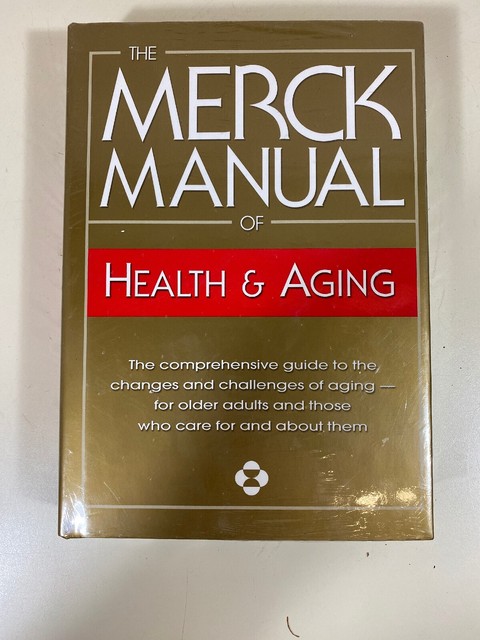 THE
MERCK
MANUAL
OF
HEALTH & AGING
The comprehensive guide to the
changes and challenges of aging —
for older adults and those
who care for and about them